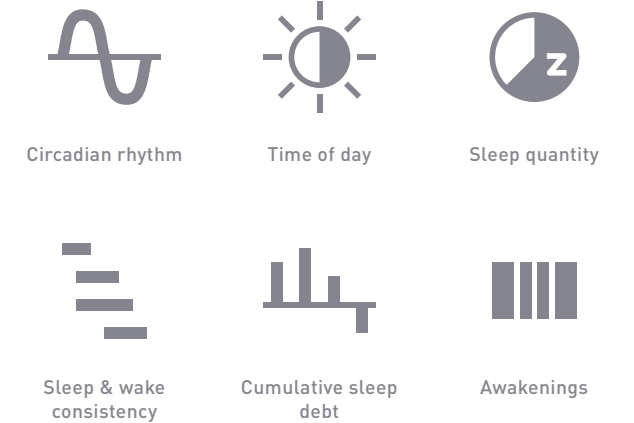 Circadian rhythm
Time of day
z
Sleep quantity
Sleep & wake
consistency
Cumulative sleep
debt
Awakenings